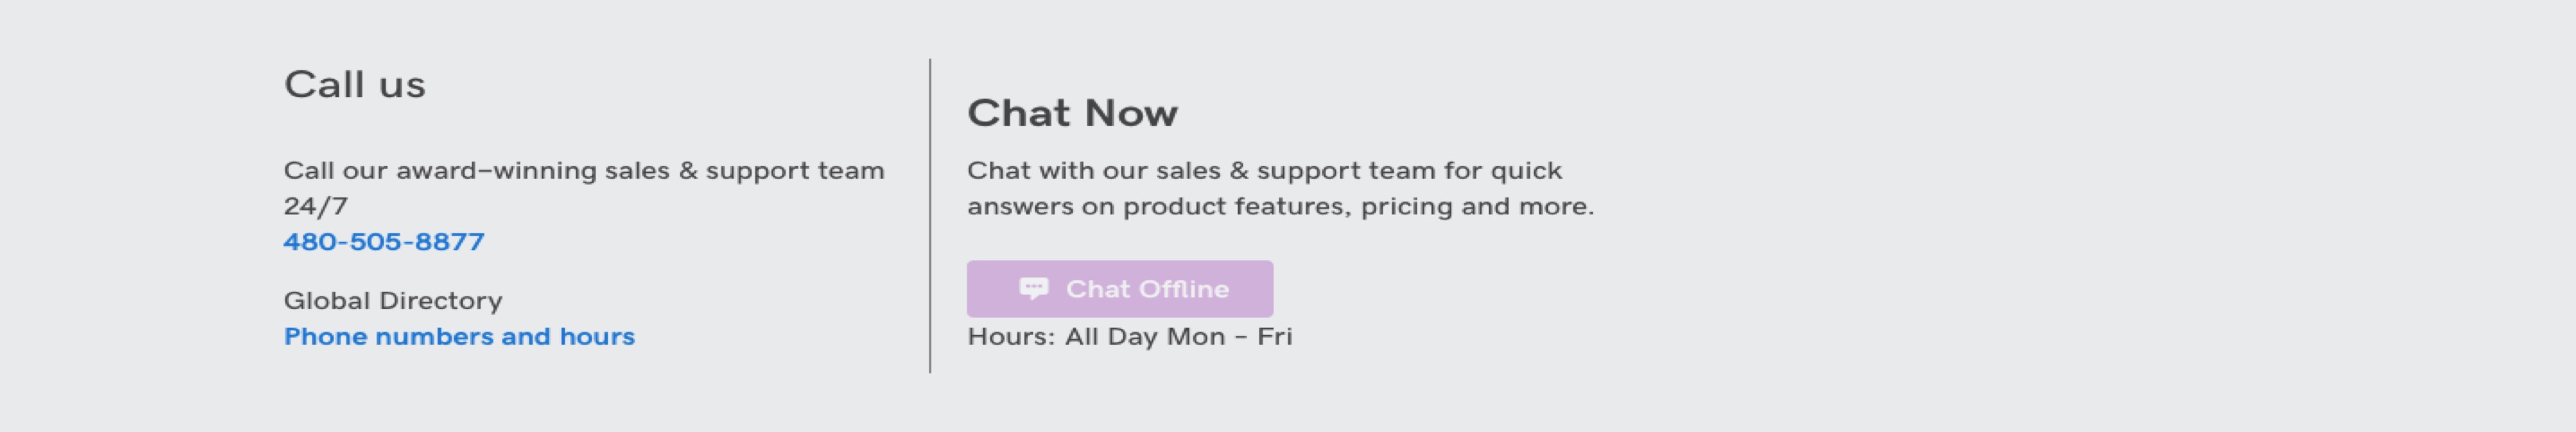 Call us
Call our award–winning sales & support team
24/7
480-505-8877
Global Directory
Phone numbers and hours
Chat Now
Chat with our sales & support team for quick
answers on product features, pricing and more.
Chat Offline
Hours: All Day Mon - Fri